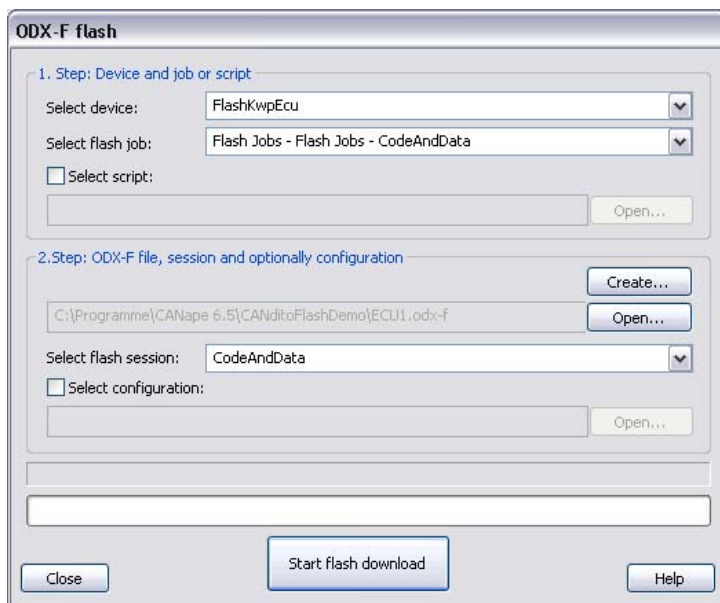 ODX-F flash
1. Step: Device and job or script
Select device: FlashKwpEcu
Select flash job: Flash Jobs - Flash Jobs - CodeAndData
Select script:
Open...
2.Step: ODX-F file, session and optionally configuration
Create...
C:\Programme\CANape 6.5\CANditoFlashDemo\ECU1.odx-f Open...
Select flash session: CodeAndData
Select configuration:
Open...
Start flash download
Close Help